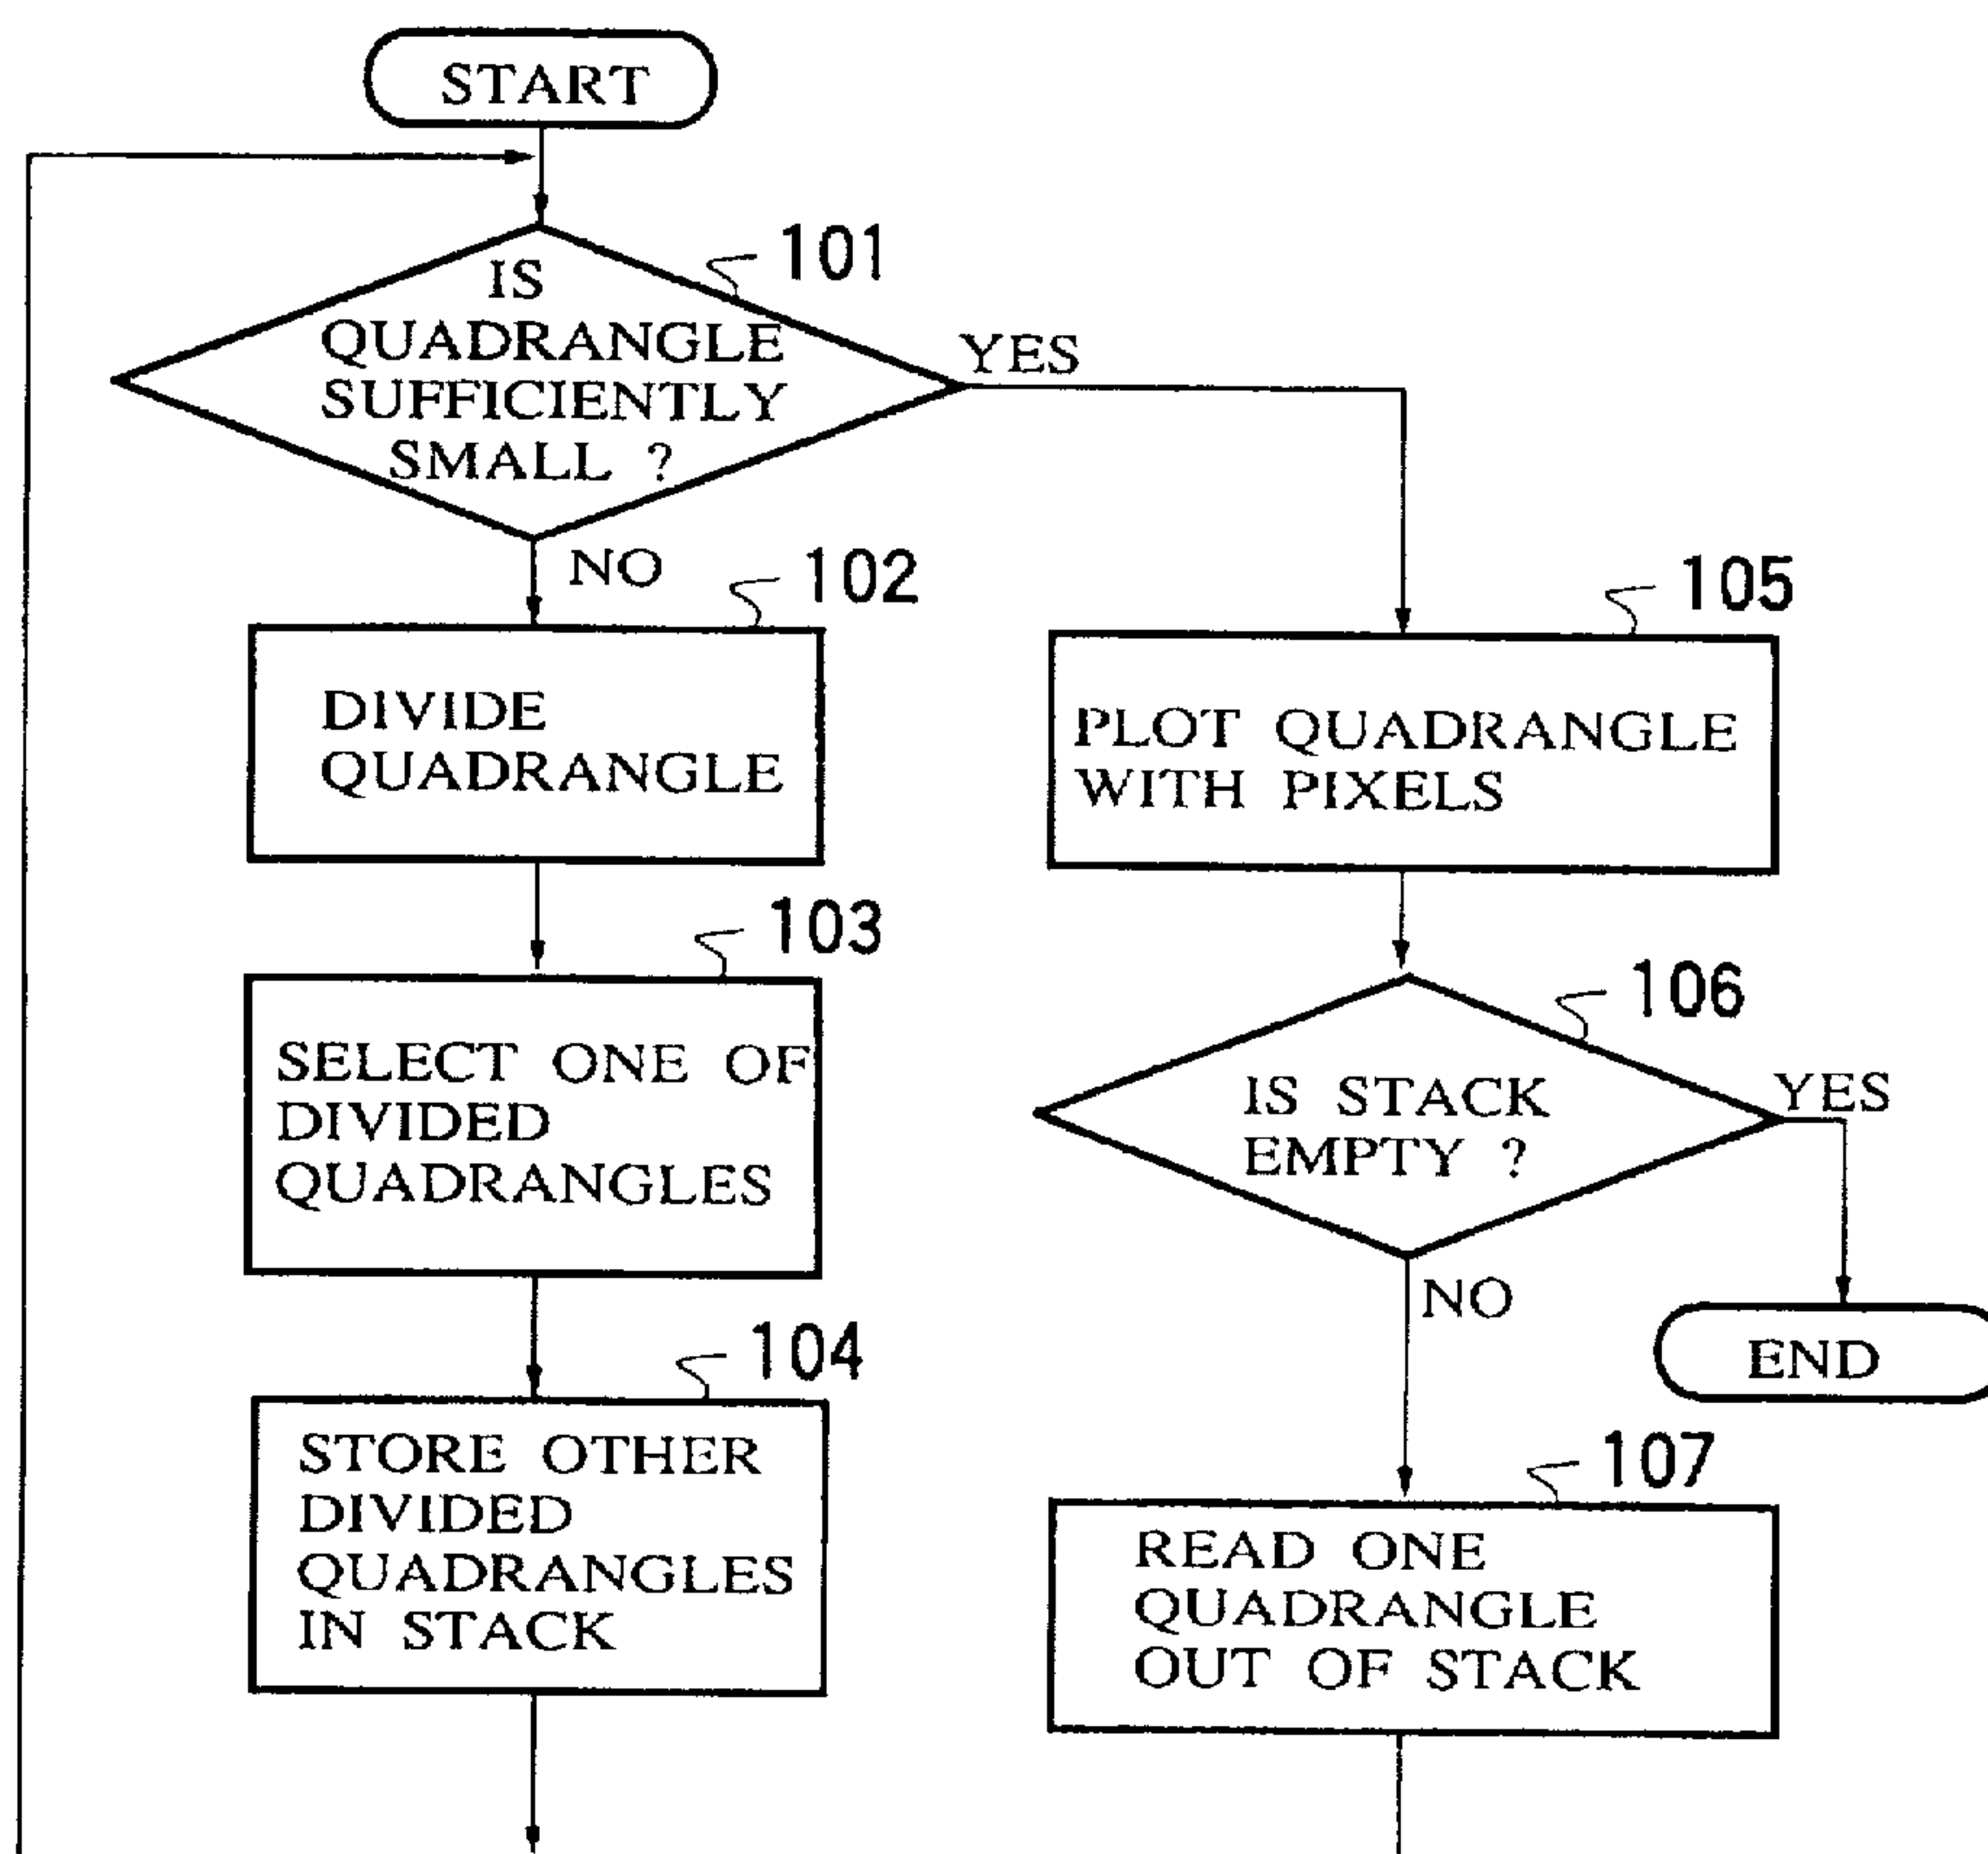 START
101
IS
QUADRANGLE
SUFFICIENTLY
SMALL ?
YES
NO
102
DIVIDE
QUADRANGLE
103
SELECT ONE OF
DIVIDED
QUADRANGLES
104
STORE OTHER
DIVIDED
QUADRANGLES
IN STACK
105
PLOT QUADRANGLE
WITH PIXELS
106
IS STACK
EMPTY ?
YES
NO
END
107
READ ONE
QUADRANGLE
OUT OF STACK